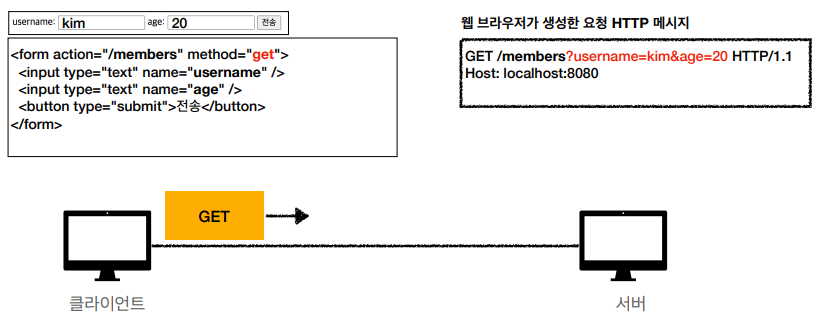 username: kim age: 20 전송
<form action="/members" method="get">
<input type="text" name="username" />
<input type="text" name="age" />
<button type="submit">전송</button>
</form>
웹 브라우저가 생성한 요청 HTTP 메시지
GET /members?username=kim&age=20 HTTP/1.1
Host: localhost:8080
GET
클라이언트
서버